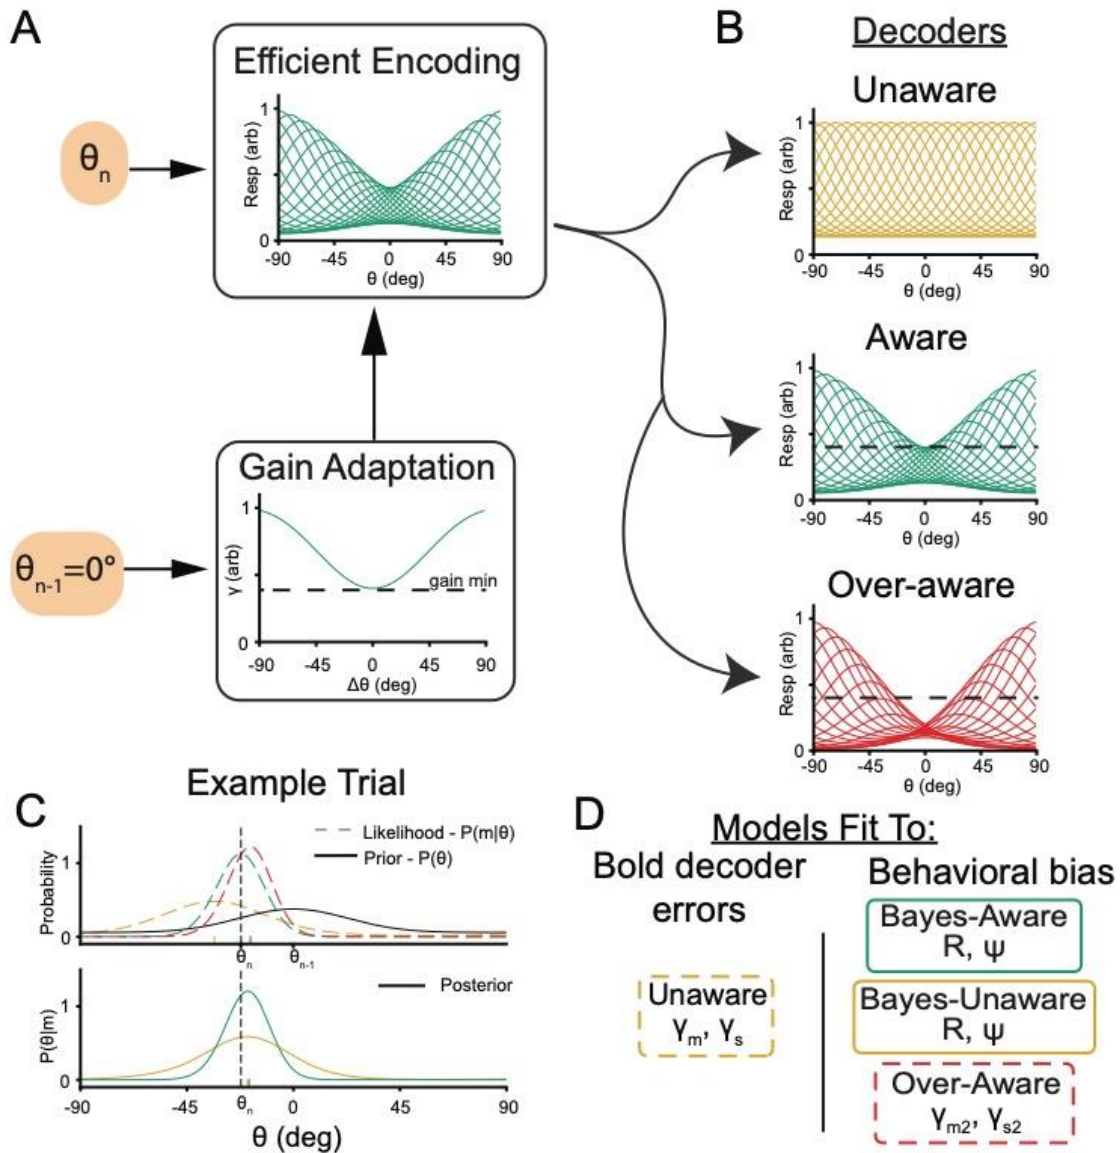 A
Efficient Encoding
1
Resp (arb)
0
-90 -45 0 45 90
θ (deg)
θn
Gain Adaptation
1
γ (arb)
gain min
0
-90 -45 0 45 90
Δθ (deg)
θn-1=0°
B
Decoders
Unaware
1
Resp (arb)
0
-90 -45 0 45 90
θ (deg)
Aware
1
Resp (arb)
0
-90 -45 0 45 90
θ (deg)
Over-aware
1
Resp (arb)
0
-90 -45 0 45 90
θ (deg)
C
Example Trial
Likelihood - P(m|θ)
Prior - P(θ)
1
Probability
0
θn θn-1
Posterior
1
P(θ|m)
0
-90 -45 θn 0 45 90
θ (deg)
D
Models Fit To:
Bold decoder
errors
Unaware
γm, γs
Behavioral bias
Bayes-Aware
R, ψ
Bayes-Unaware
R, ψ
Over-Aware
γm2, γs2